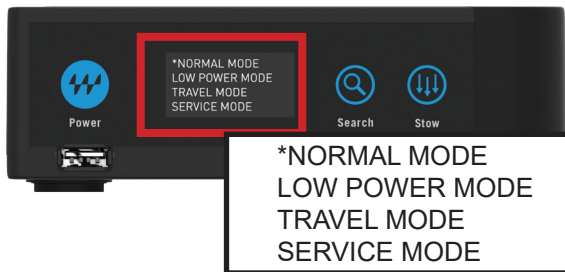 *NORMAL MODE
LOW POWER MODE
TRAVEL MODE
SERVICE MODE
Power
Search
Stow
*NORMAL MODE
LOW POWER MODE
TRAVEL MODE
SERVICE MODE